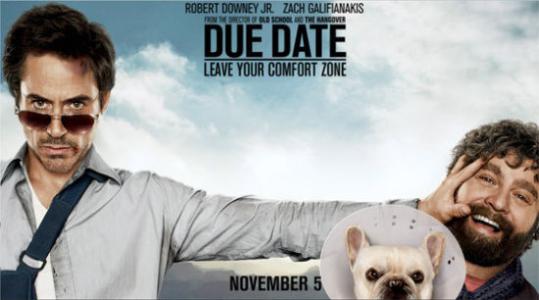 ROBERT DOWNEY JR. ZACH GALIFIANAKIS
FROM THE DIRECTOR OF OLD SCHOOL AND THE HANGOVER
DUE DATE
LEAVE YOUR COMFORT ZONE
NOVEMBER 5